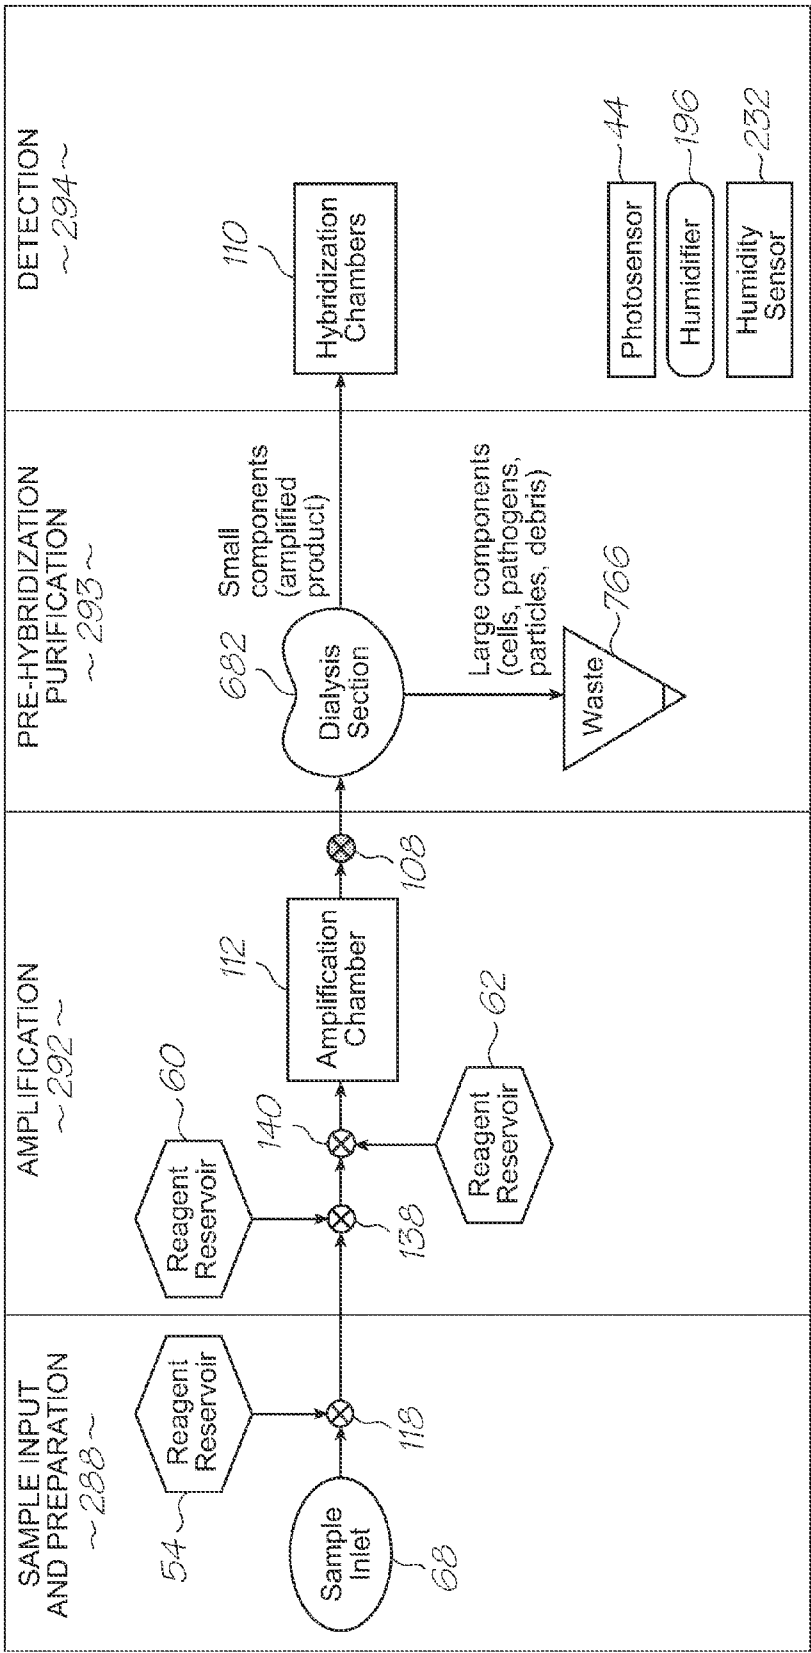 SAMPLE INPUT
AND PREPARATION
~288~
54
Reagent
Reservoir
118
Sample
Inlet
68
AMPLIFICATION
~292~
60
Reagent
Reservoir
138
140
112
Amplification
Chamber
108
62
Reagent
Reservoir
PRE-HYBRIDIZATION
PURIFICATION
~293~
682
Dialysis
Section
Small
components
(amplified
product)
Large components
(cells, pathogens,
particles, debris)
Waste
766
DETECTION
~294~
110
Hybridization
Chambers
Photosensor
44
Humidifier
196
Humidity
Sensor
232